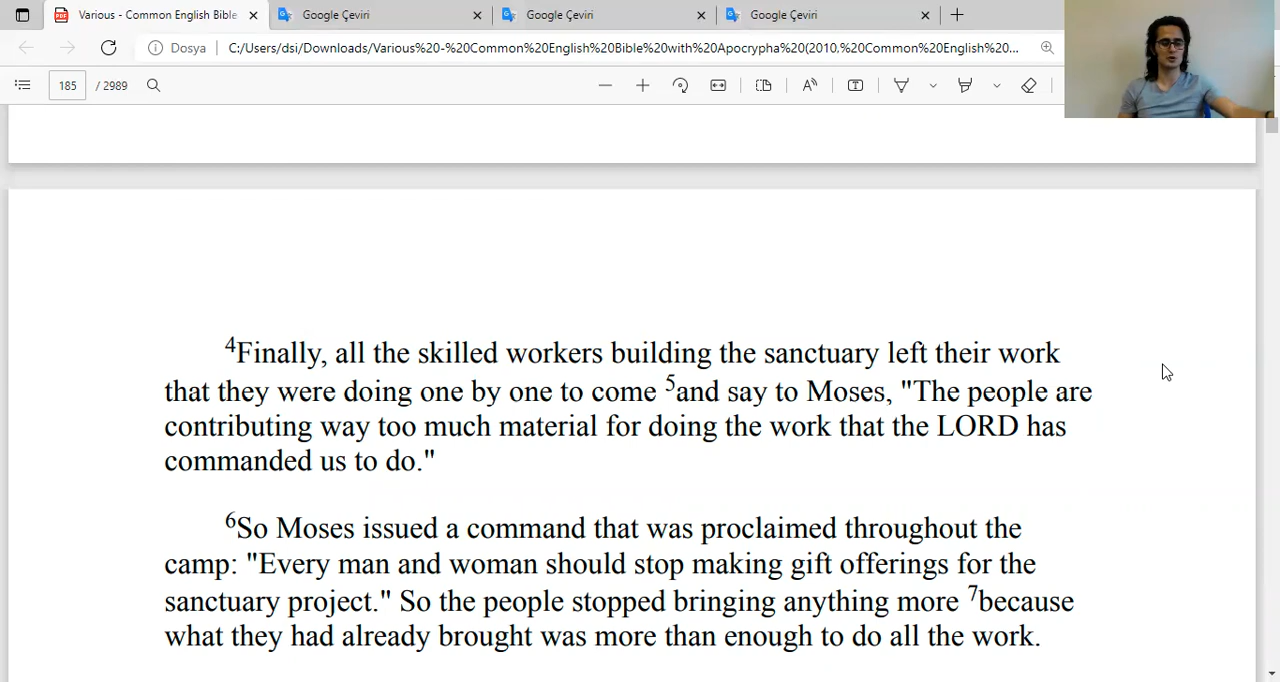 Various - Common English Bible
Google Çeviri
Google Çeviri
Google Çeviri
Dosya
C:/Users/dsi/Downloads/Various%20-%20Common%20English%20Bible%20with%20Apocrypha%20(2010,%20Common%20English%20...
185 / 2989
4Finally, all the skilled workers building the sanctuary left their work
that they were doing one by one to come 5and say to Moses, "The people are
contributing way too much material for doing the work that the LORD has
commanded us to do."
6So Moses issued a command that was proclaimed throughout the
camp: "Every man and woman should stop making gift offerings for the
sanctuary project." So the people stopped bringing anything more 7because
what they had already brought was more than enough to do all the work.